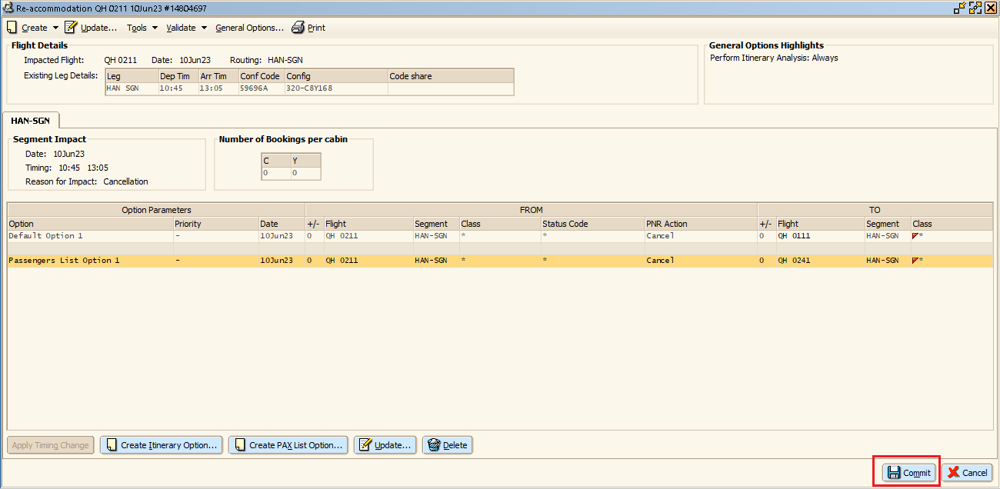 Re-accommodation QH 0211 10Jun23 #14804697
Create Update... Tools Validate General Options... Print
Flight Details
Impacted Flight: QH 0211 Date: 10Jun23 Routing: HAN-SGN
Existing Leg Details:
Leg Dep Tim Arr Tim Conf Code Config Code share
HAN SGN 10:45 13:05 59696A 320-C8Y168
General Options Highlights
Perform Itinerary Analysis: Always
HAN-SGN
Segment Impact
Date: 10Jun23
Timing: 10:45 13:05
Reason for Impact: Cancellation
Number of Bookings per cabin
C Y
0 0
Option Parameters FROM TO
Option Priority Date +/- Flight Segment Class Status Code PNR Action +/- Flight Segment Class
Default Option 1 - 10Jun23 0 QH 0211 HAN-SGN * * Cancel 0 QH 0111 HAN-SGN *
Passengers List Option 1 - 10Jun23 0 QH 0211 HAN-SGN * * Cancel 0 QH 0241 HAN-SGN *
Apply Timing Change Create Itinerary Option... Create PAX List Option... Update... Delete
Commit Cancel